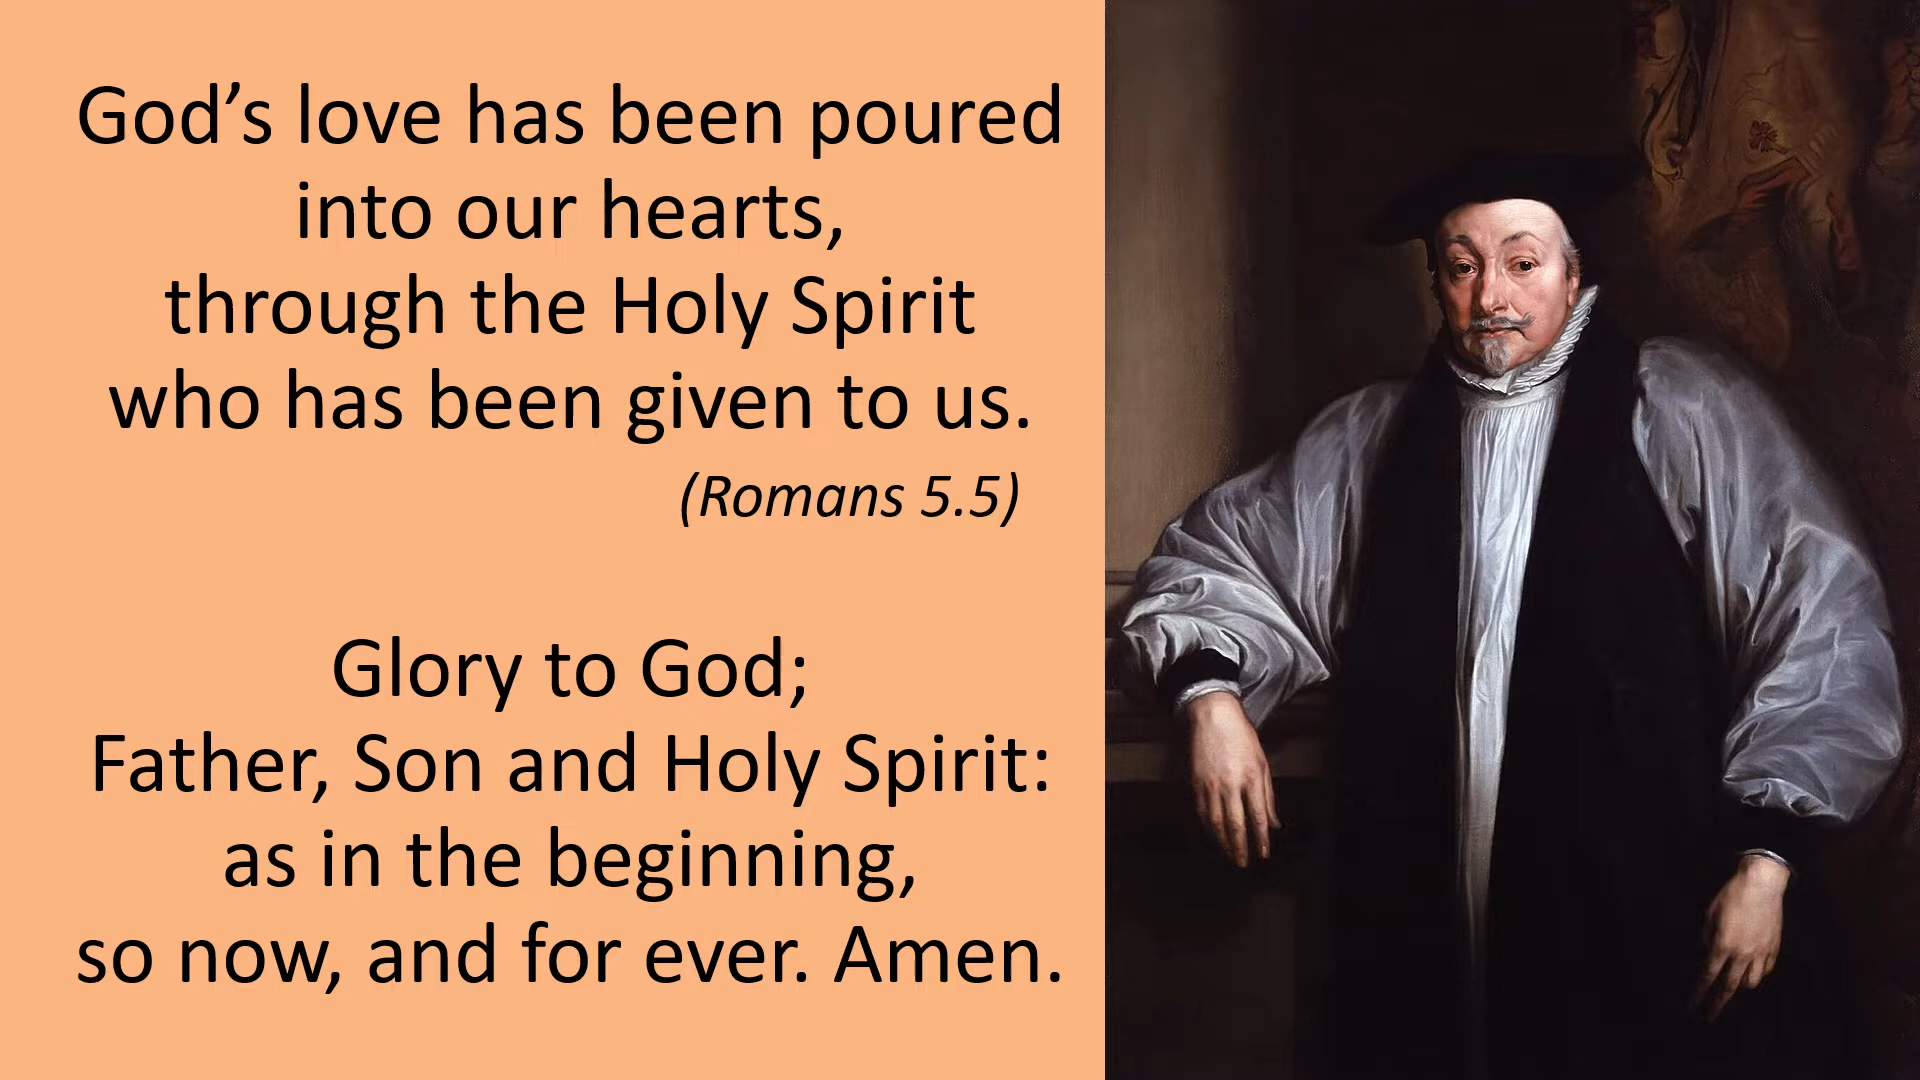 God’s love has been poured
into our hearts,
through the Holy Spirit
who has been given to us.
(Romans 5.5)
Glory to God;
Father, Son and Holy Spirit:
as in the beginning,
so now, and for ever. Amen.